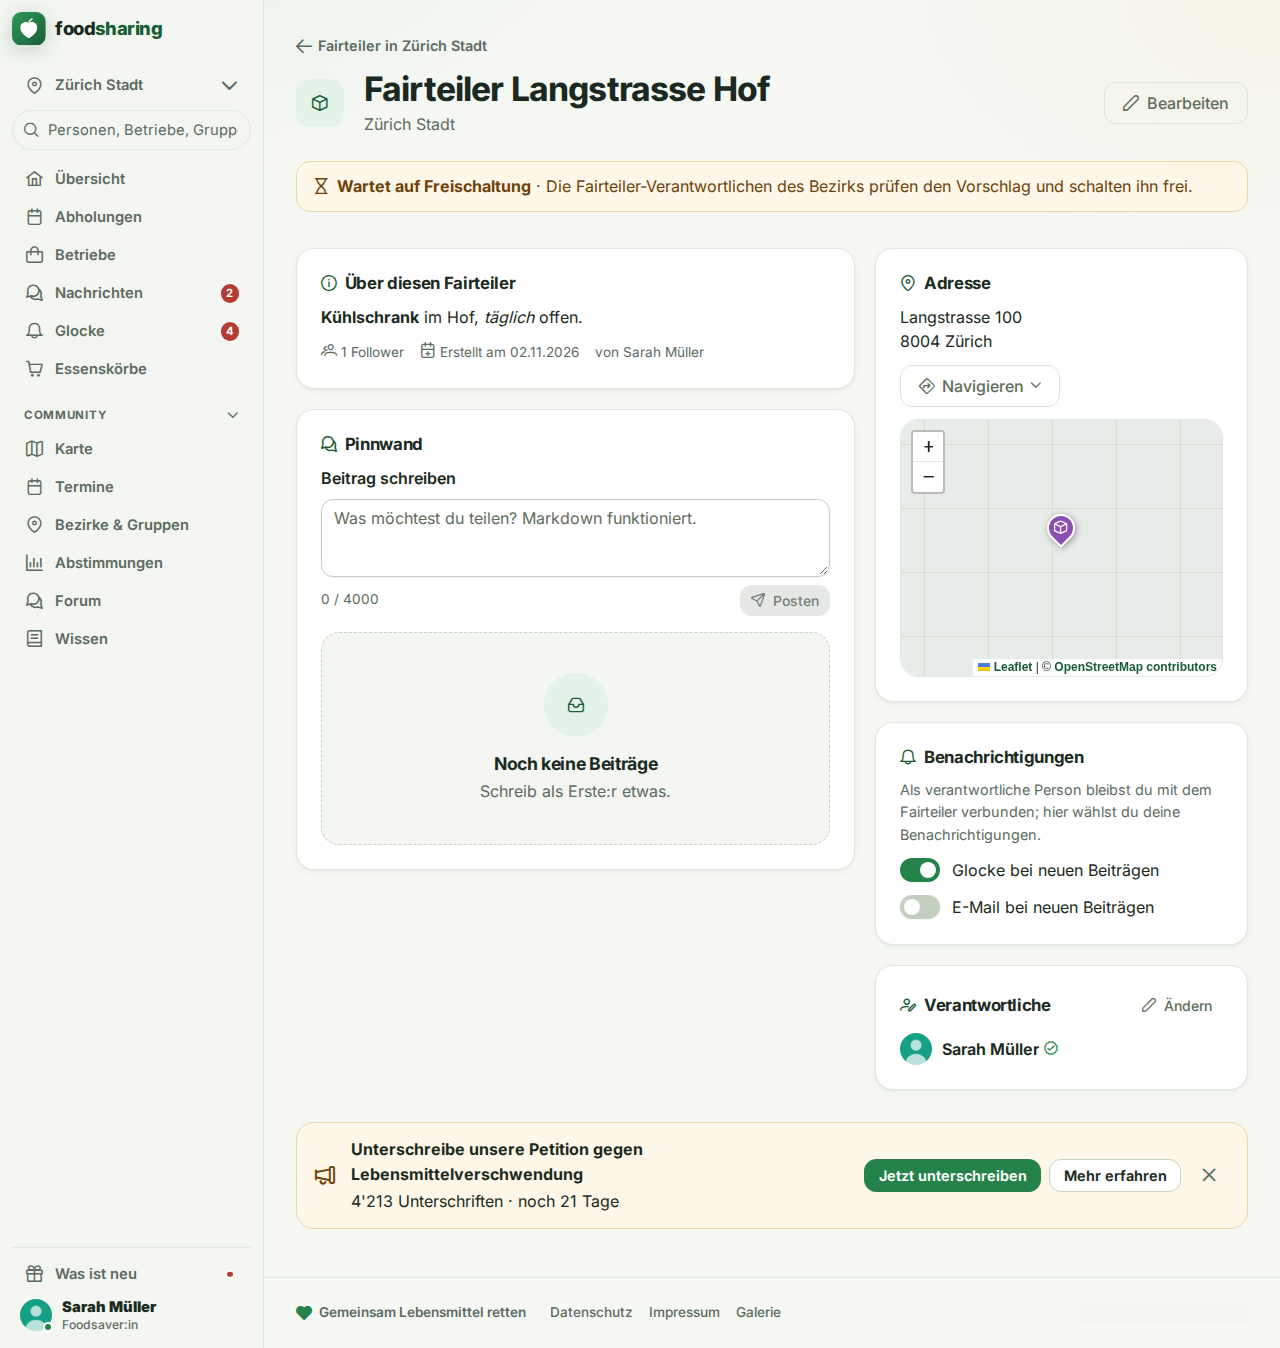 foodsharing
Zürich Stadt
Personen, Betriebe, Grupp
Übersicht
Abholungen
Betriebe
Nachrichten 2
Glocke 4
Essenskörbe
COMMUNITY
Karte
Termine
Bezirke & Gruppen
Abstimmungen
Forum
Wissen
Was ist neu
Sarah Müller
Foodsaver:in
Fairteiler in Zürich Stadt
Fairteiler Langstrasse Hof
Zürich Stadt
Bearbeiten
Wartet auf Freischaltung · Die Fairteiler-Verantwortlichen des Bezirks prüfen den Vorschlag und schalten ihn frei.
Über diesen Fairteiler
Kühlschrank im Hof, täglich offen.
1 Follower Erstellt am 02.11.2026 von Sarah Müller
Pinnwand
Beitrag schreiben
Was möchtest du teilen? Markdown funktioniert.
0 / 4000
Posten
Noch keine Beiträge
Schreib als Erste:r etwas.
Adresse
Langstrasse 100
8004 Zürich
Navigieren
+
−
Leaflet | © OpenStreetMap contributors
Benachrichtigungen
Als verantwortliche Person bleibst du mit dem
Fairteiler verbunden; hier wählst du deine
Benachrichtigungen.
Glocke bei neuen Beiträgen
E-Mail bei neuen Beiträgen
Verantwortliche
Ändern
Sarah Müller
Unterschreibe unsere Petition gegen
Lebensmittelverschwendung
4'213 Unterschriften · noch 21 Tage
Jetzt unterschreiben
Mehr erfahren
Gemeinsam Lebensmittel retten Datenschutz Impressum Galerie